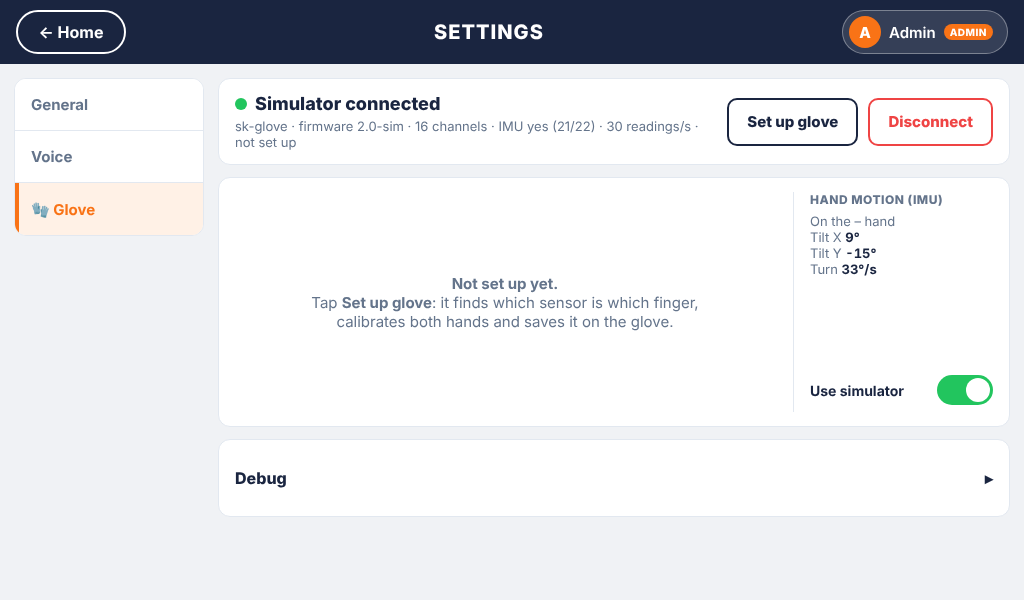 ← Home
SETTINGS
A
Admin
ADMIN
General
Voice
🧤 Glove
Simulator connected
sk-glove · firmware 2.0-sim · 16 channels · IMU yes (21/22) · 30 readings/s ·
not set up
Set up glove
Disconnect
Not set up yet.
Tap Set up glove: it finds which sensor is which finger,
calibrates both hands and saves it on the glove.
HAND MOTION (IMU)
On the – hand
Tilt X 9°
Tilt Y -15°
Turn 33°/s
Use simulator
Debug
▸